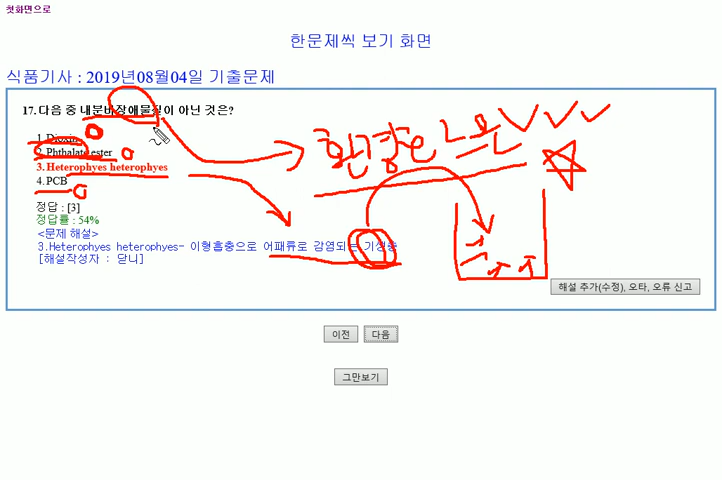 첫화면으로
한문제씩 보기 화면
식품기사 : 2019년08월04일 기출문제
17.다음 중 내분비장애물질이 아닌 것은?
1. Dioxin
2. Phthalate ester
3. Heterophyes heterophyes
4. PCB
정답 : [3]
정답률 : 54%
<문제 해설>
3.Heterophyes heterophyes- 이형흡충으로 어패류로 감염되는 기생충
[해설작성자 : 닫니]
해설 추가(수정), 오타, 오류 신고
이전
다음
그만보기